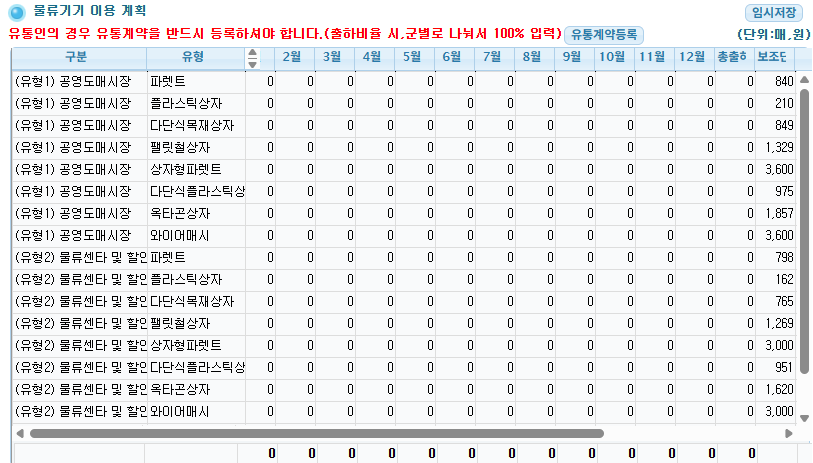 물류기기 이용 계획
임시저장
유통인의 경우 유통계약을 반드시 등록하셔야 합니다.(출하비율 시,군별로 나눠서 100% 입력) 유통계약등록 (단위:매,원)
구분 유형 2월 3월 4월 5월 6월 7월 8월 9월 10월 11월 12월 총출하 보조단
(유형1) 공영도매시장 파렛트 0 0 0 0 0 0 0 0 0 0 0 0 0 840
(유형1) 공영도매시장 플라스틱상자 0 0 0 0 0 0 0 0 0 0 0 0 0 210
(유형1) 공영도매시장 다단식목재상자 0 0 0 0 0 0 0 0 0 0 0 0 0 849
(유형1) 공영도매시장 팰릿철상자 0 0 0 0 0 0 0 0 0 0 0 0 0 1,329
(유형1) 공영도매시장 상자형파렛트 0 0 0 0 0 0 0 0 0 0 0 0 0 3,600
(유형1) 공영도매시장 다단식플라스틱상 0 0 0 0 0 0 0 0 0 0 0 0 0 975
(유형1) 공영도매시장 옥타곤상자 0 0 0 0 0 0 0 0 0 0 0 0 0 1,857
(유형1) 공영도매시장 와이어매시 0 0 0 0 0 0 0 0 0 0 0 0 0 3,600
(유형2) 물류센타 및 할인 파렛트 0 0 0 0 0 0 0 0 0 0 0 0 0 798
(유형2) 물류센타 및 할인 플라스틱상자 0 0 0 0 0 0 0 0 0 0 0 0 0 162
(유형2) 물류센타 및 할인 다단식목재상자 0 0 0 0 0 0 0 0 0 0 0 0 0 765
(유형2) 물류센타 및 할인 팰릿철상자 0 0 0 0 0 0 0 0 0 0 0 0 0 1,269
(유형2) 물류센타 및 할인 상자형파렛트 0 0 0 0 0 0 0 0 0 0 0 0 0 3,000
(유형2) 물류센타 및 할인 다단식플라스틱상 0 0 0 0 0 0 0 0 0 0 0 0 0 951
(유형2) 물류센타 및 할인 옥타곤상자 0 0 0 0 0 0 0 0 0 0 0 0 0 1,620
(유형2) 물류센타 및 할인 와이어매시 0 0 0 0 0 0 0 0 0 0 0 0 0 3,000
0 0 0 0 0 0 0 0 0 0 0 0 0